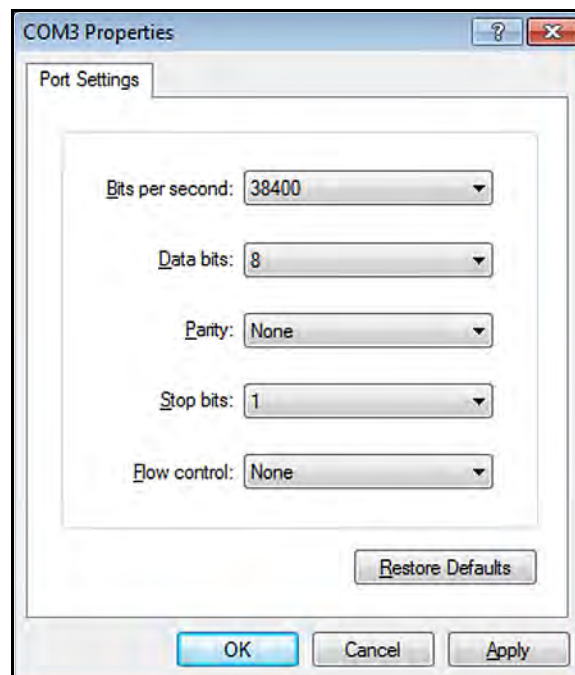 COM3 Properties
?
Port Settings
Bits per second: 38400
Data bits: 8
Parity: None
Stop bits: 1
Flow control: None
Restore Defaults
OK Cancel Apply